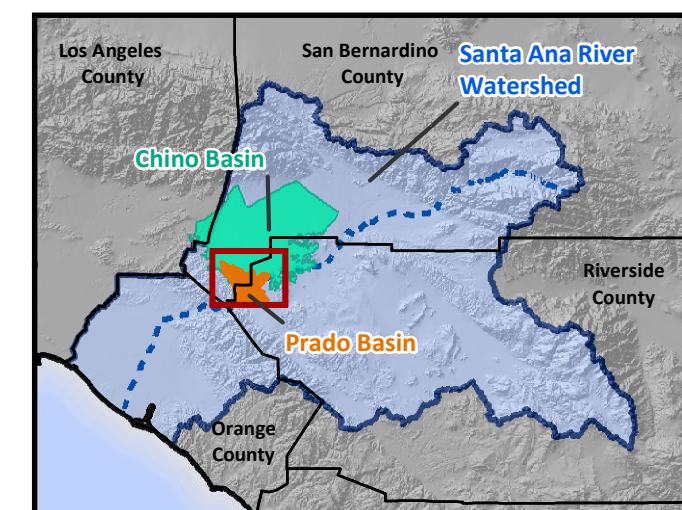 Los Angeles
County
San Bernardino
County
Santa Ana River
Watershed
Chino Basin
Riverside
County
Prado Basin
Orange
County